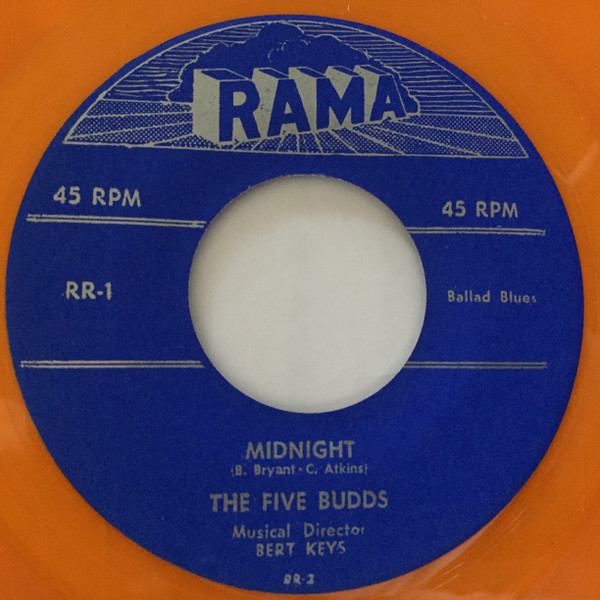 RAMA
45 RPM
45 RPM
RR-1
Ballad Blues
MIDNIGHT
(B. Bryant - C. Atkins)
THE FIVE BUDDS
Musical Director
BERT KEYS
RR-2